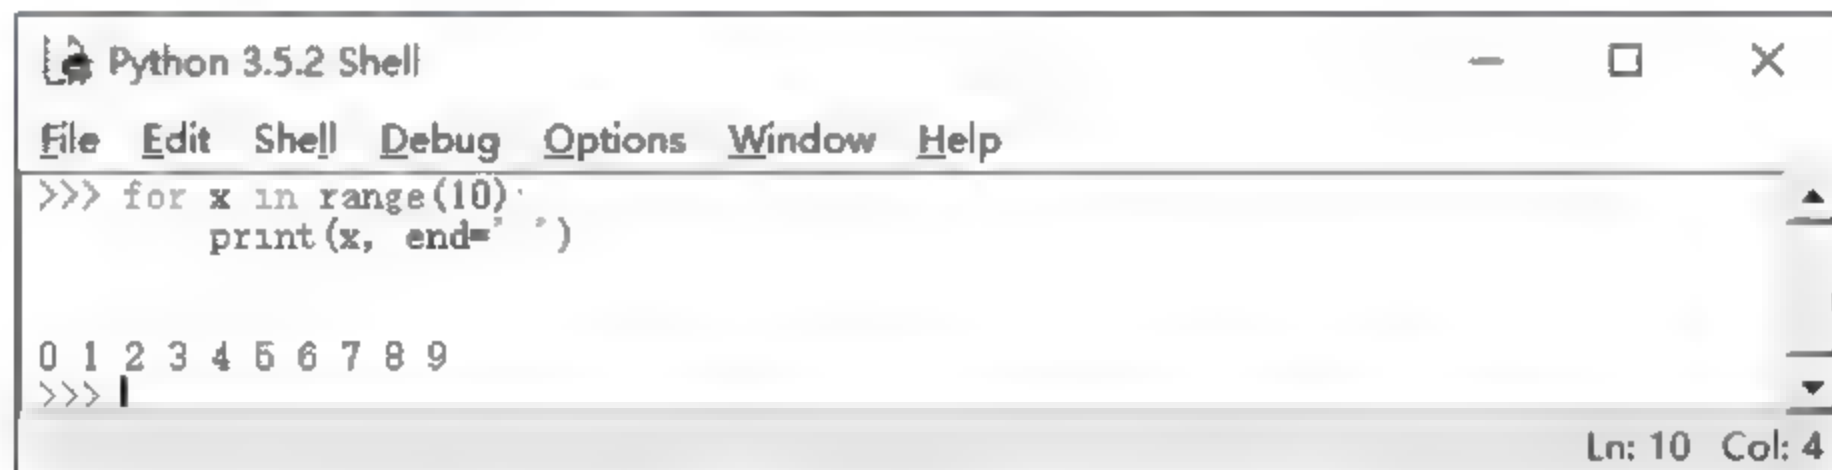 Python 3.5.2 Shell
File Edit Shell Debug Options Window Help
>>> for x in range(10):
        print(x, end=' ')
0 1 2 3 4 5 6 7 8 9
>>>
Ln: 10 Col: 4